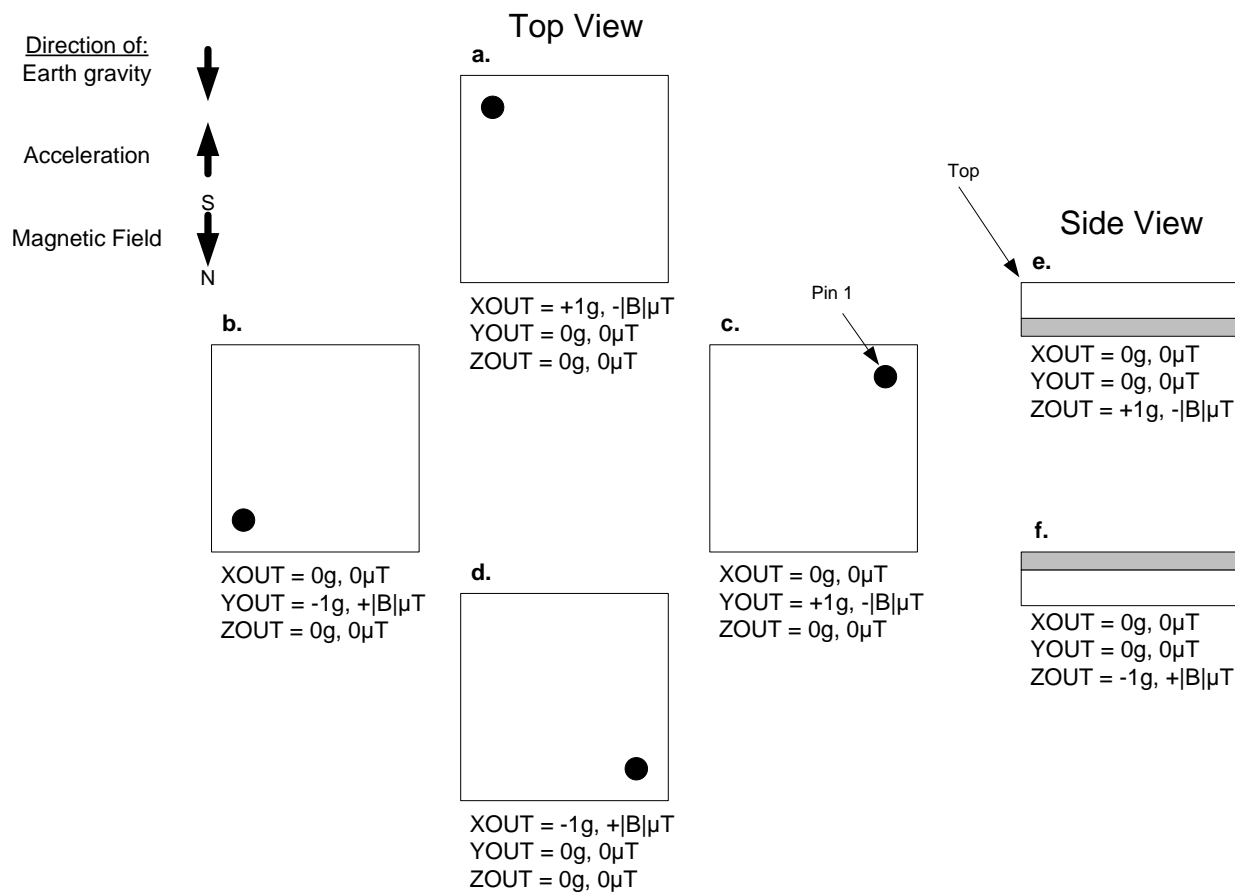 Top View
Direction of:
Earth gravity
Acceleration
S
Magnetic Field
N
a.
XOUT = +1g, -|B|µT
YOUT = 0g, 0µT
ZOUT = 0g, 0µT
b.
XOUT = 0g, 0µT
YOUT = -1g, +|B|µT
ZOUT = 0g, 0µT
Pin 1
c.
XOUT = 0g, 0µT
YOUT = +1g, -|B|µT
ZOUT = 0g, 0µT
d.
XOUT = -1g, +|B|µT
YOUT = 0g, 0µT
ZOUT = 0g, 0µT
Top
Side View
e.
XOUT = 0g, 0µT
YOUT = 0g, 0µT
ZOUT = +1g, -|B|µT
f.
XOUT = 0g, 0µT
YOUT = 0g, 0µT
ZOUT = -1g, +|B|µT